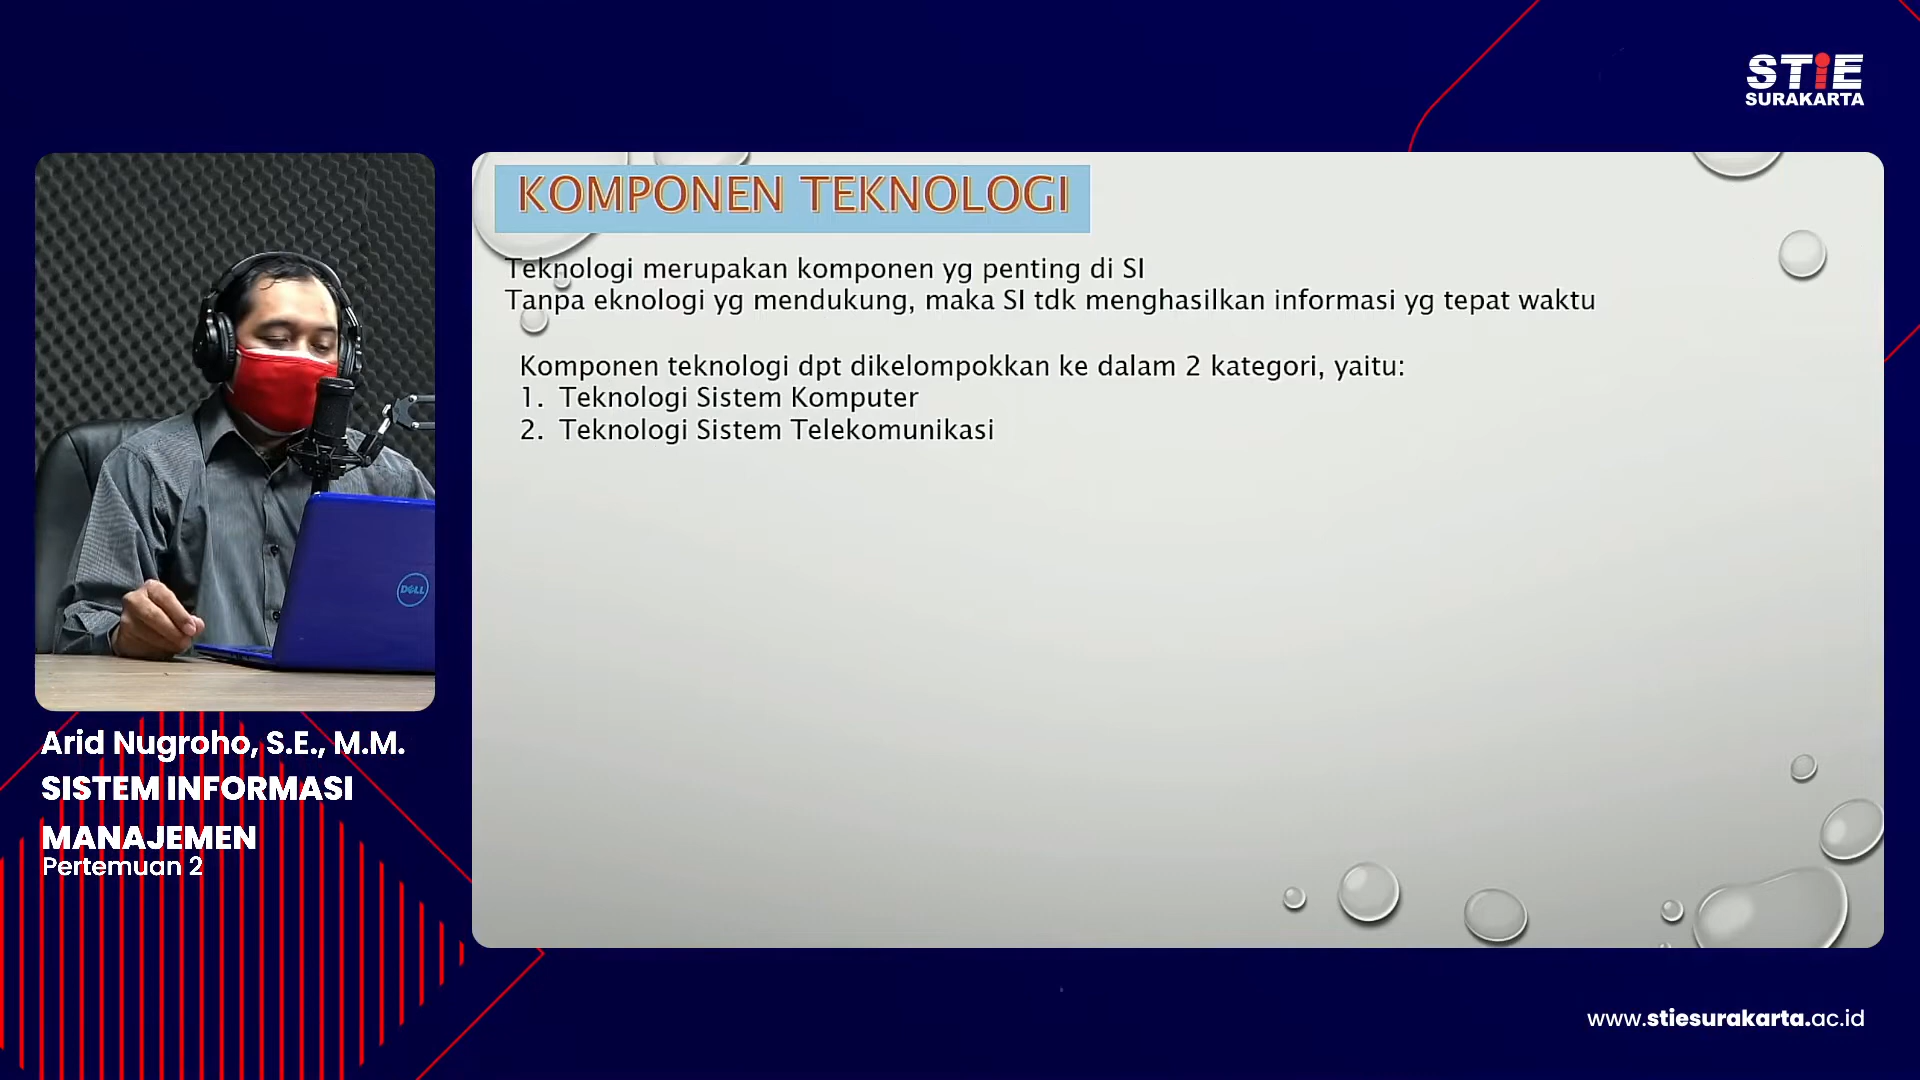 STiE
SURAKARTA
KOMPONEN TEKNOLOGI
Teknologi merupakan komponen yg penting di SI
Tanpa eknologi yg mendukung, maka SI tdk menghasilkan informasi yg tepat waktu
Komponen teknologi dpt dikelompokkan ke dalam 2 kategori, yaitu:
1. Teknologi Sistem Komputer
2. Teknologi Sistem Telekomunikasi
DELL
Arid Nugroho, S.E., M.M.
SISTEM INFORMASI
MANAJEMEN
Pertemuan 2
www.stiesurakarta.ac.id